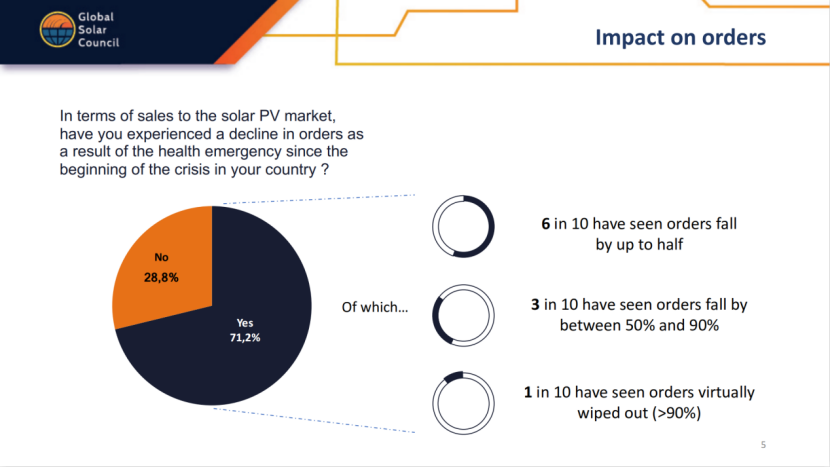 Global
Solar
Council
Impact on orders
In terms of sales to the solar PV market,
have you experienced a decline in orders as
a result of the health emergency since the
beginning of the crisis in your country ?
No
28,8%
Yes
71,2%
Of which...
6 in 10 have seen orders fall
by up to half
3 in 10 have seen orders fall by
between 50% and 90%
1 in 10 have seen orders virtually
wiped out (>90%)
5